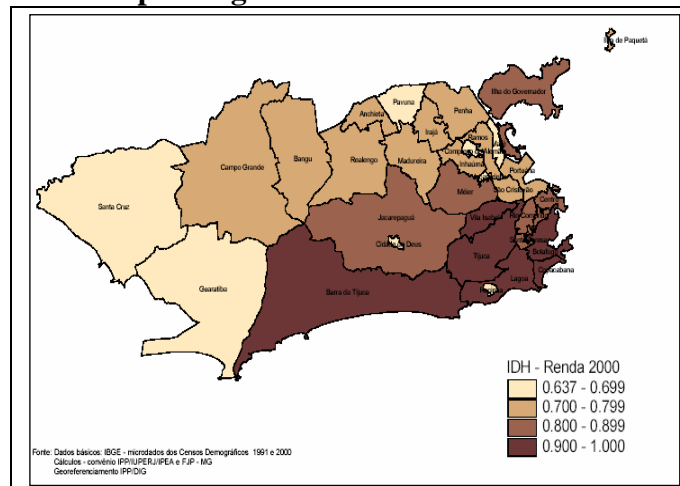 Ilha de Paquetá
Ilha do Governador
Pavuna
Anchieta
Penha
Irajá
Ramos
Campo Grande
Bangu
Realengo
Madureira
Inhaúma
Portuária
São Cristóvão
Santa Cruz
Méier
Centro
Jacarepaguá
Vila Isabel
Cidade de Deus
Botafogo
Tijuca
Copacabana
Lagoa
Guaratiba
Barra da Tijuca
IDH - Renda 2000
0.637 - 0.699
0.700 - 0.799
0.800 - 0.899
0.900 - 1.000
Fonte: Dados básicos: IBGE - microdados dos Censos Demográficos 1991 e 2000
Cálculos - convênio IPP/IUPERJ/IPEA e FJP - MG
Georeferenciamento IPP/DIG